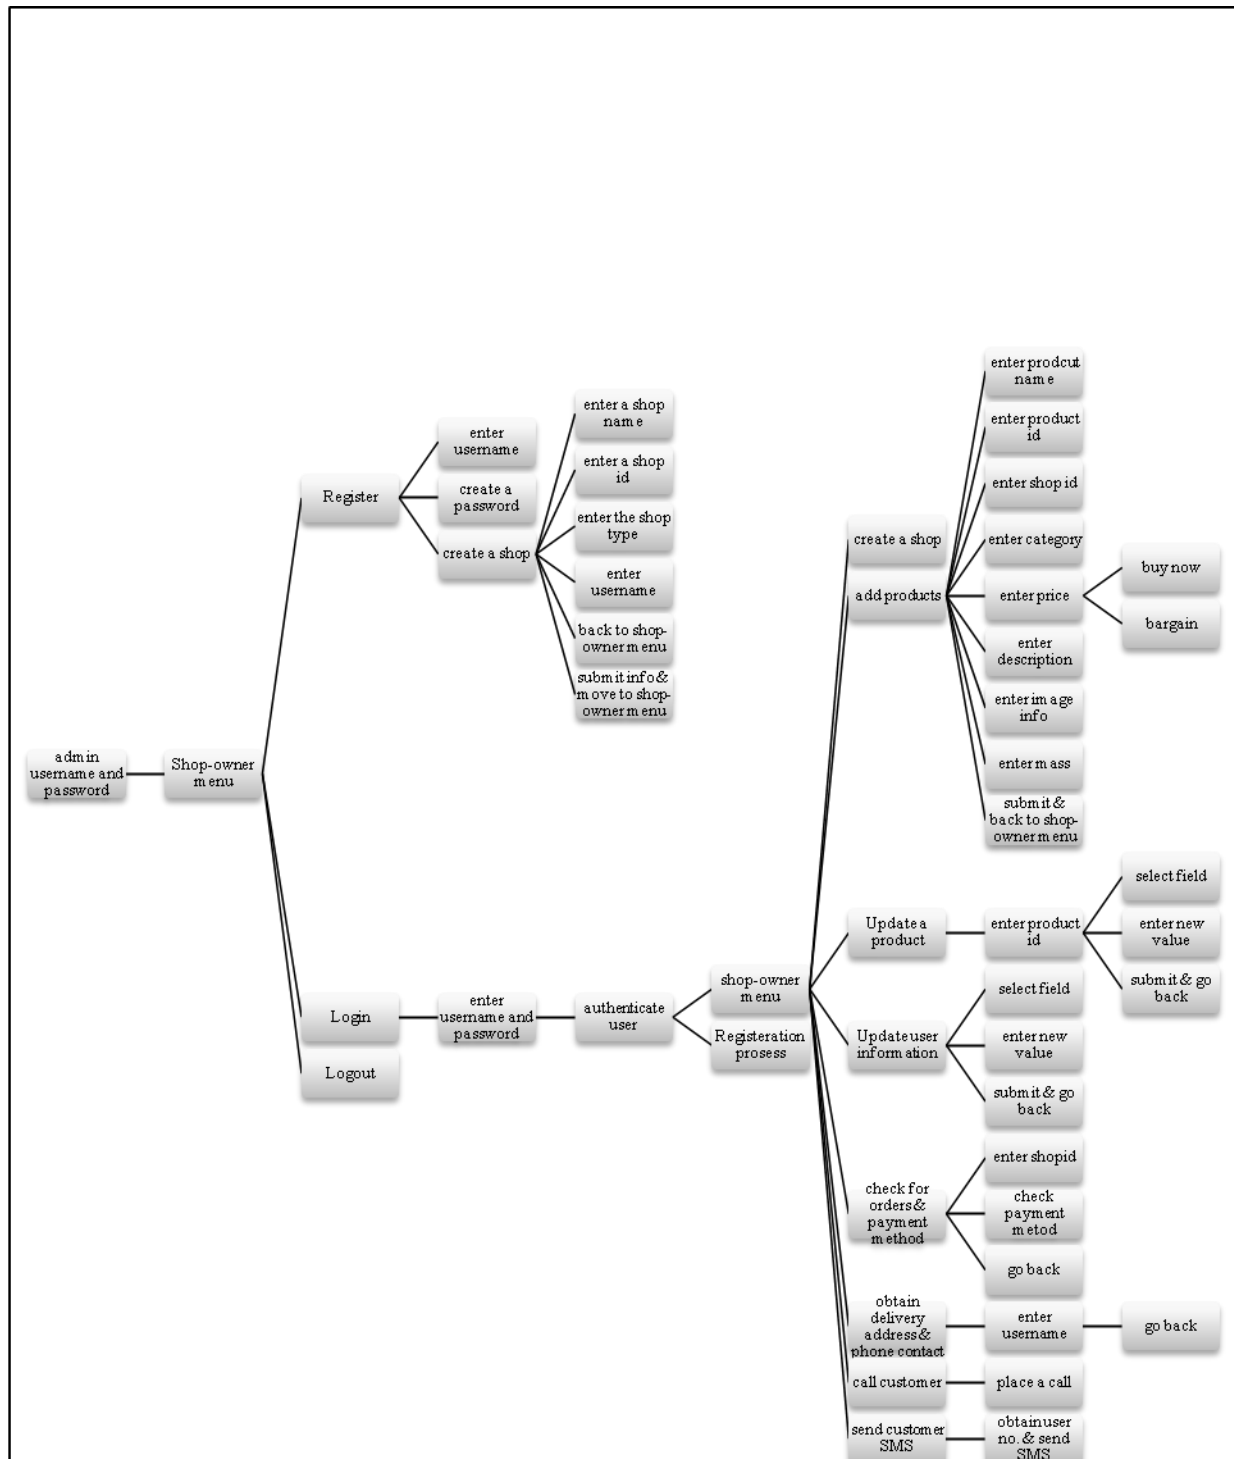 admin
username and
password
Shop-owner
menu
Register
enter
username
create a
password
create a shop
enter a shop
name
enter a shop
id
enter the shop
type
enter
username
back to shop-
owner menu
submit info &
move to shop-
owner menu
Login
enter
username and
password
authenticate
user
shop-owner
menu
create a shop
add products
enter prodcut
name
enter product
id
enter shop id
enter category
enter price
buy now
bargain
enter
description
enter image
info
enter mass
submit &
back to shop-
owner menu
Update a
product
enter product
id
select field
enter new
value
submit & go
back
Update user
information
select field
enter new
value
submit & go
back
check for
orders &
payment
method
enter shopid
check
payment
metod
go back
obtain
delivery
address &
phone contact
enter
username
go back
call customer
place a call
send customer
SMS
obtain user
no. & send
SMS
Registeration
prosess
Logout